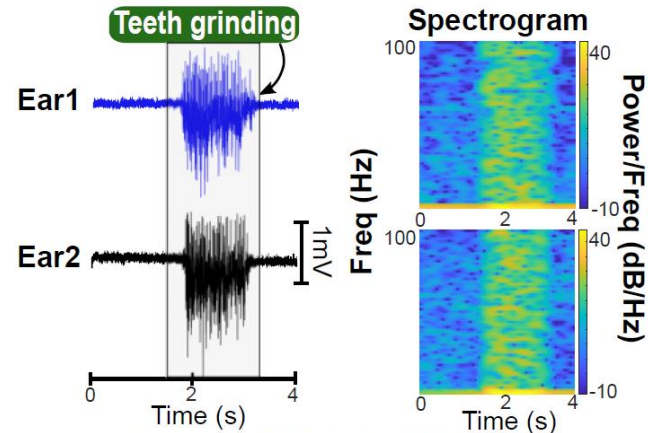 Teeth grinding
Ear1
Ear2
1mV
0 2 4
Time (s)
Spectrogram
Freq (Hz)
100
0 2 4
40
-10
100
0 2 4
40
-10
Time (s)
Power/Freq (dB/Hz)